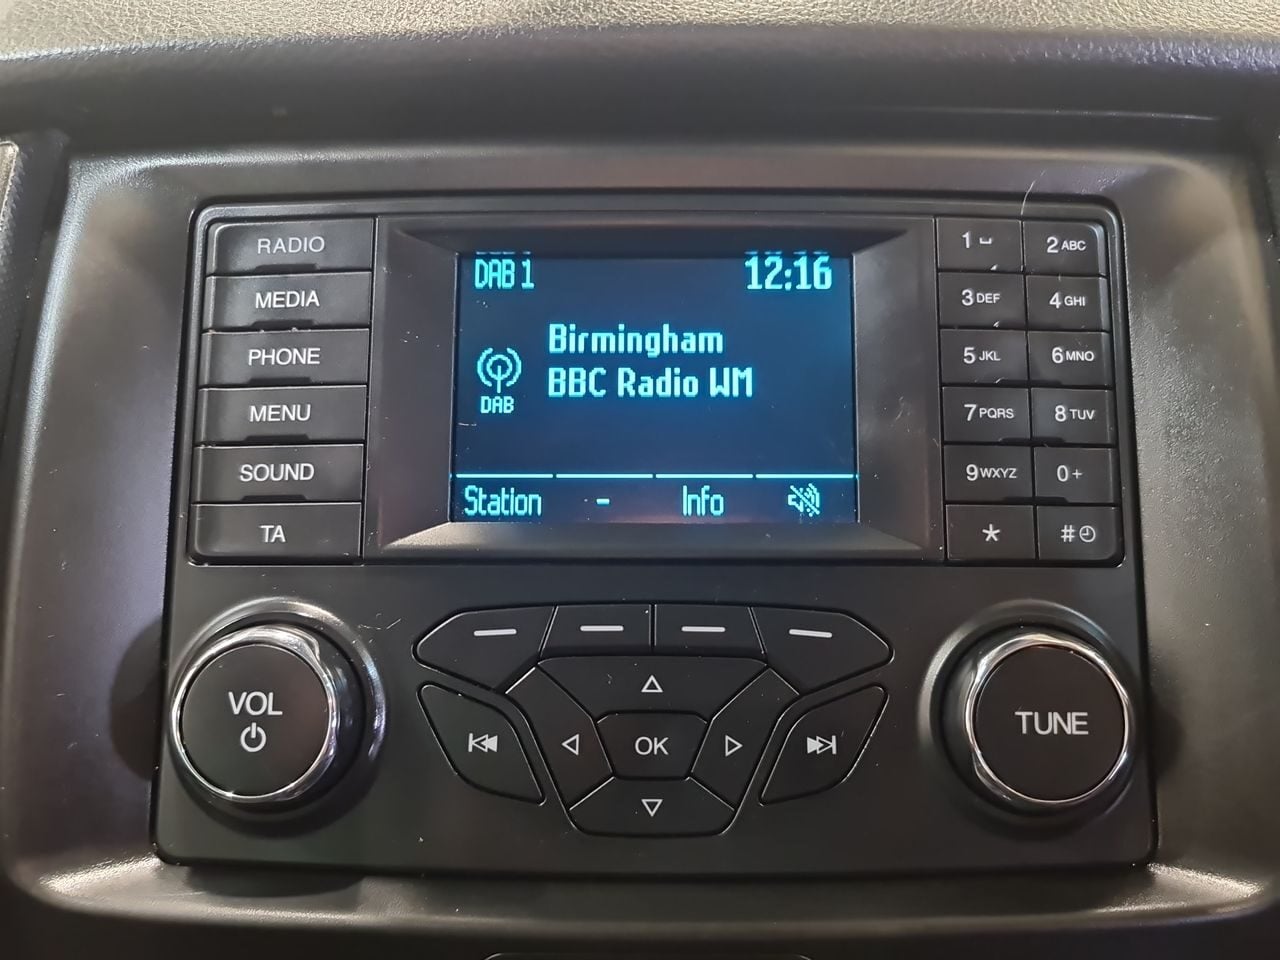 RADIO
MEDIA
PHONE
MENU
SOUND
TA
DAB 1 12:16
Birmingham
BBC Radio WM
DAB
Station - Info
1 2 ABC
3 DEF 4 GHI
5 JKL 6 MNO
7 PQRS 8 TUV
9 WXYZ 0 +
* #
VOL
OK
TUNE